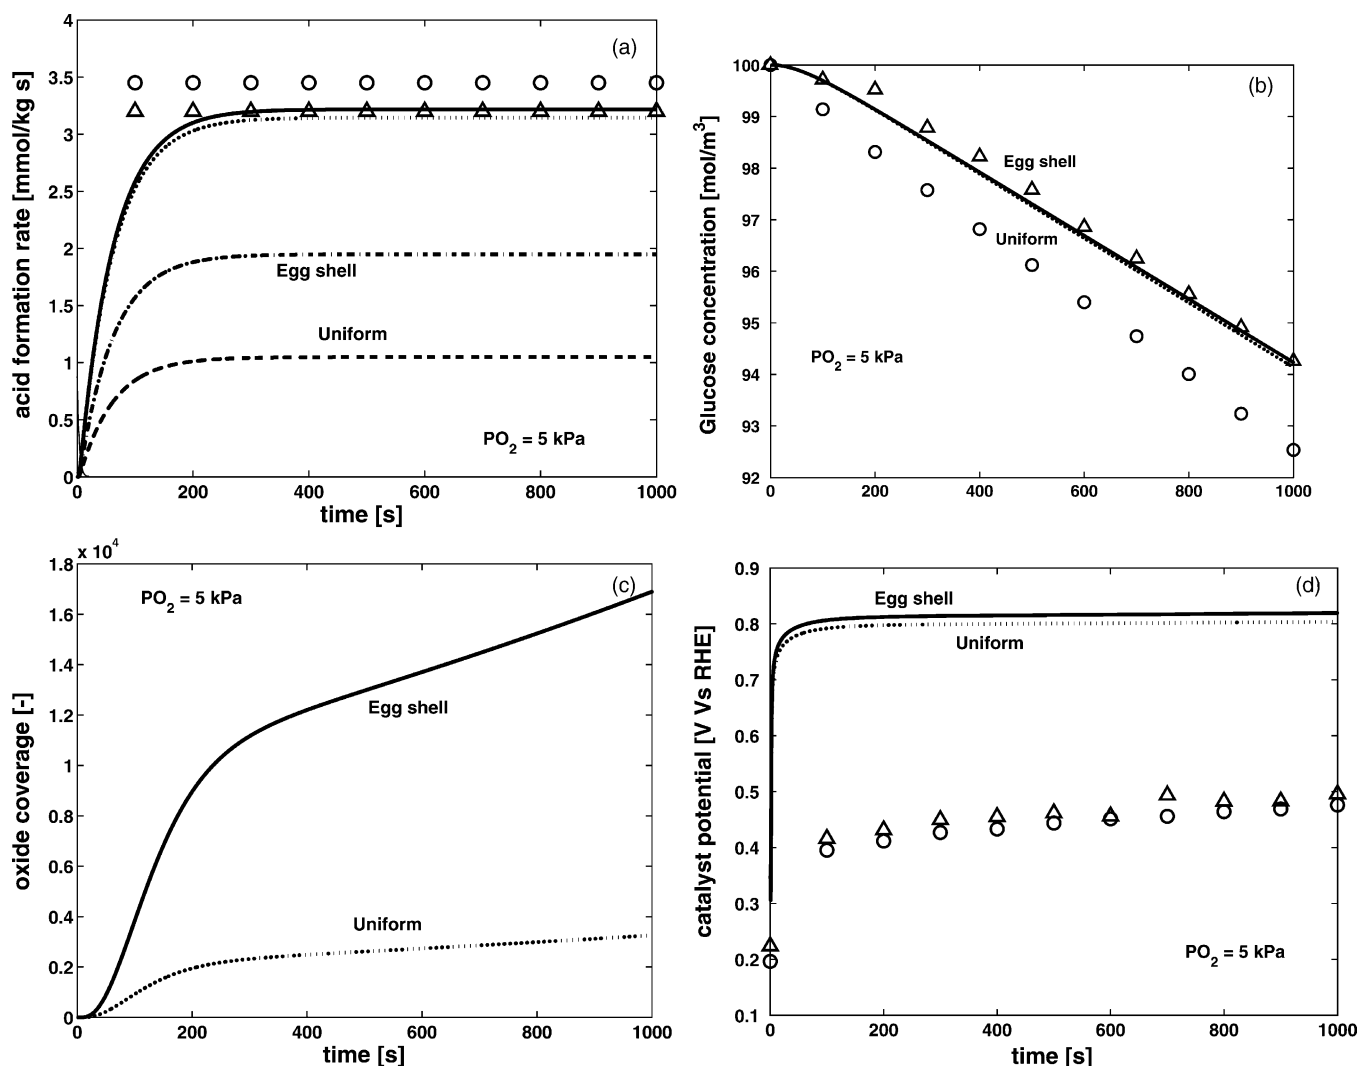 (a)
acid formation rate [mmol/kg s]
4
3.5
3
2.5
2
1.5
1
0.5
0
Egg shell
Uniform
PO2 = 5 kPa
0 200 400 600 800 1000
time [s]
(b)
Glucose concentration [mol/m3]
100
99
98
97
96
95
94
93
92
Egg shell
Uniform
PO2 = 5 kPa
0 200 400 600 800 1000
x 104
(c)
oxide coverage [-]
1.8
1.6
1.4
1.2
1
0.8
0.6
0.4
0.2
0
PO2 = 5 kPa
Egg shell
Uniform
0 200 400 600 800 1000
time [s]
(d)
catalyst potential [V Vs RHE]
0.9
0.8
0.7
0.6
0.5
0.4
0.3
0.2
0.1
Egg shell
Uniform
PO2 = 5 kPa
0 200 400 600 800 1000
time [s]